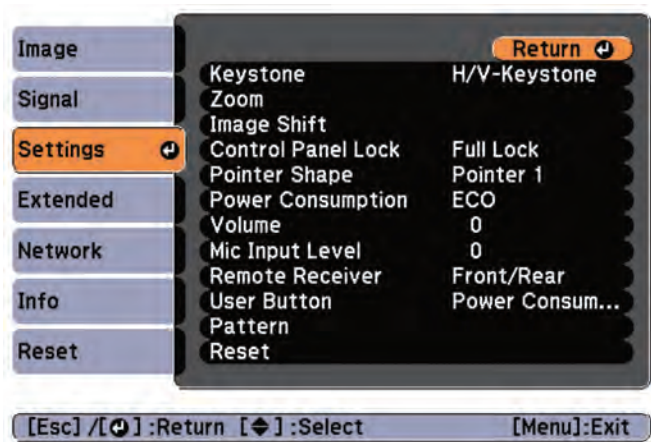 Image
Signal
Settings
Extended
Network
Info
Reset
Return
Keystone H/V-Keystone
Zoom
Image Shift
Control Panel Lock Full Lock
Pointer Shape Pointer 1
Power Consumption ECO
Volume 0
Mic Input Level 0
Remote Receiver Front/Rear
User Button Power Consum...
Pattern
Reset
[Esc] /[⏎] :Return [◆] :Select [Menu]:Exit